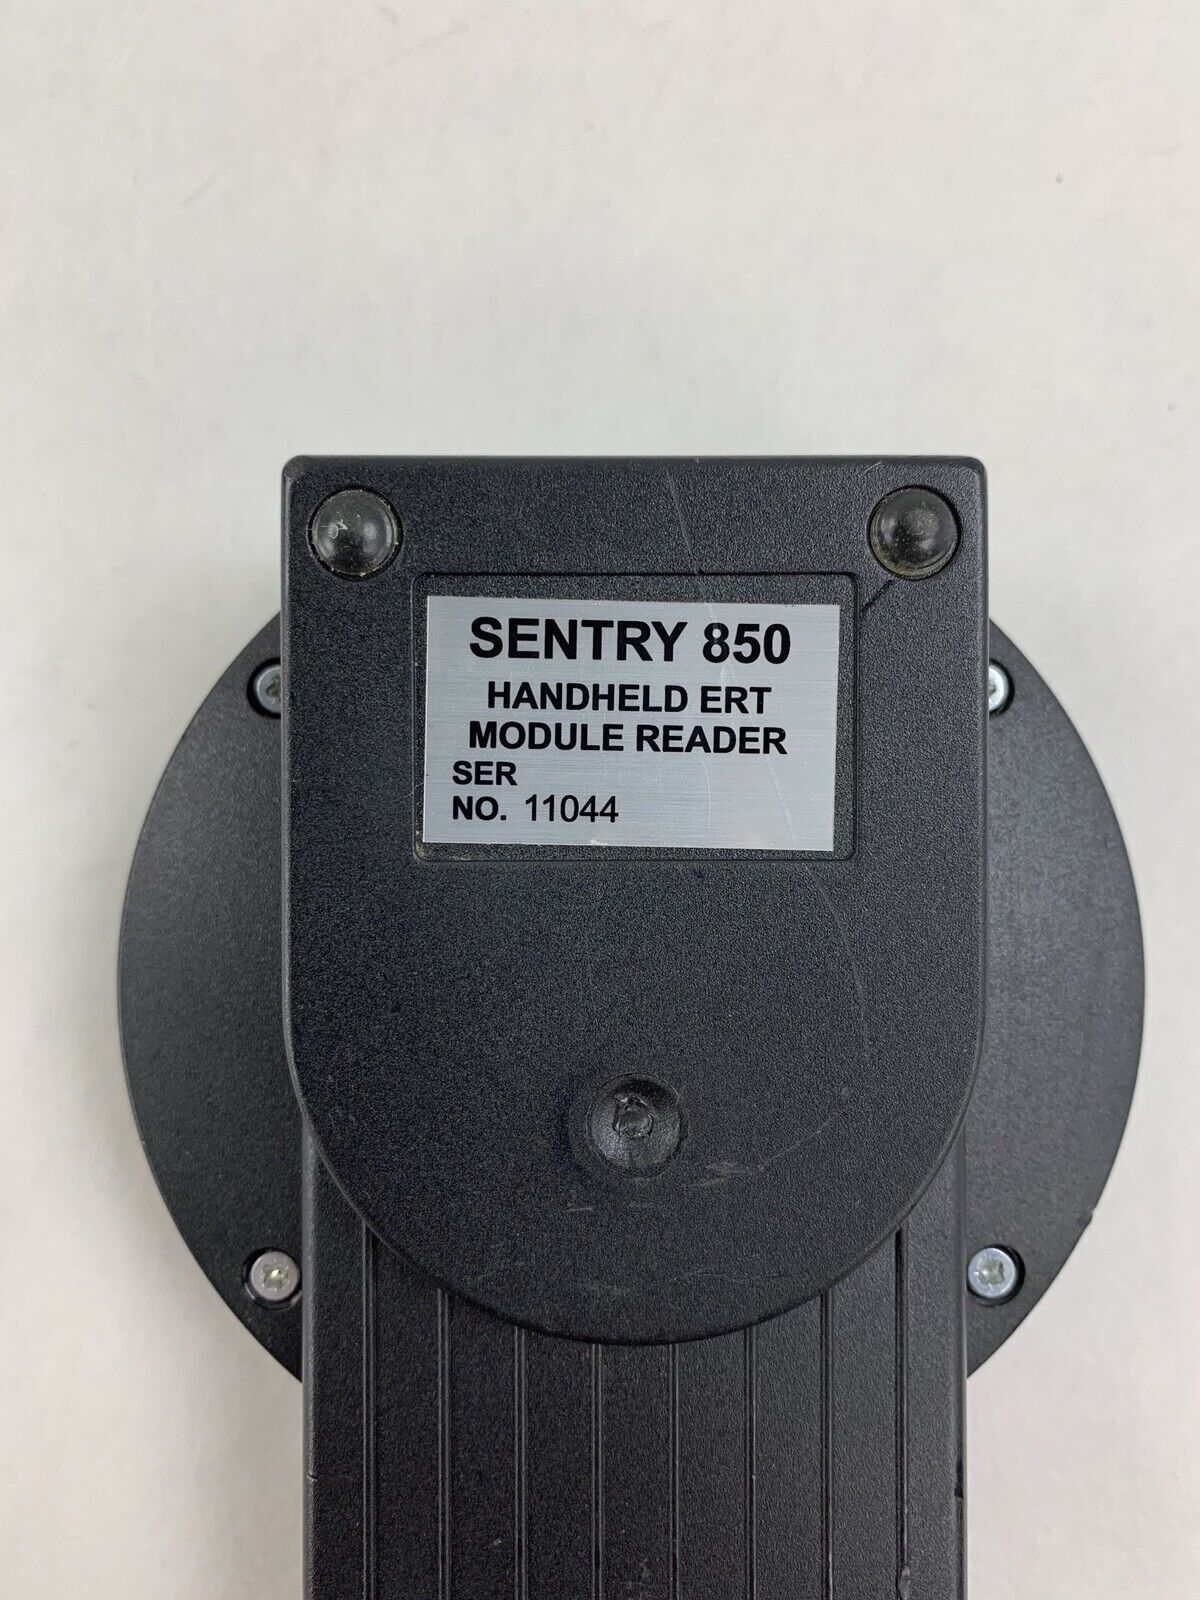 SENTRY 850
HANDHELD ERT
MODULE READER
SER
NO. 11044